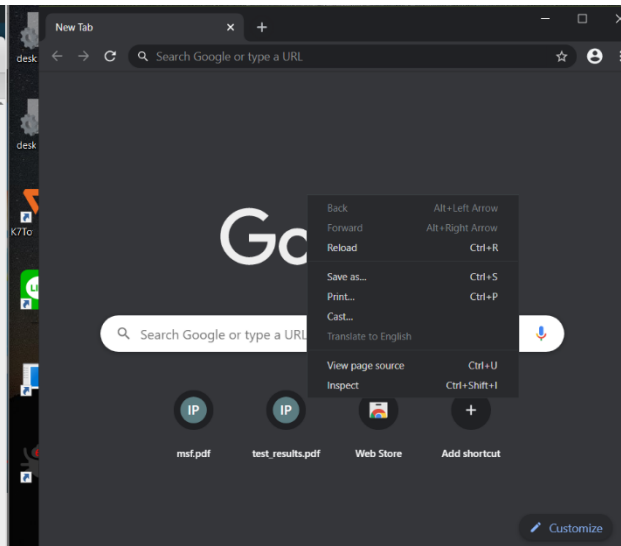 New Tab
desk
Search Google or type a URL
desk
K7To
Go
Back Alt+Left Arrow
Forward Alt+Right Arrow
Reload Ctrl+R
Save as... Ctrl+S
Print... Ctrl+P
Cast...
Translate to English
View page source Ctrl+U
Inspect Ctrl+Shift+I
Search Google or type a URL
LI
IP IP
msf.pdf test_results.pdf Web Store Add shortcut
Customize